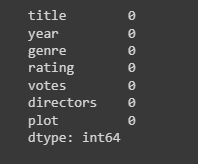 title 0
year 0
genre 0
rating 0
votes 0
directors 0
plot 0
dtype: int64